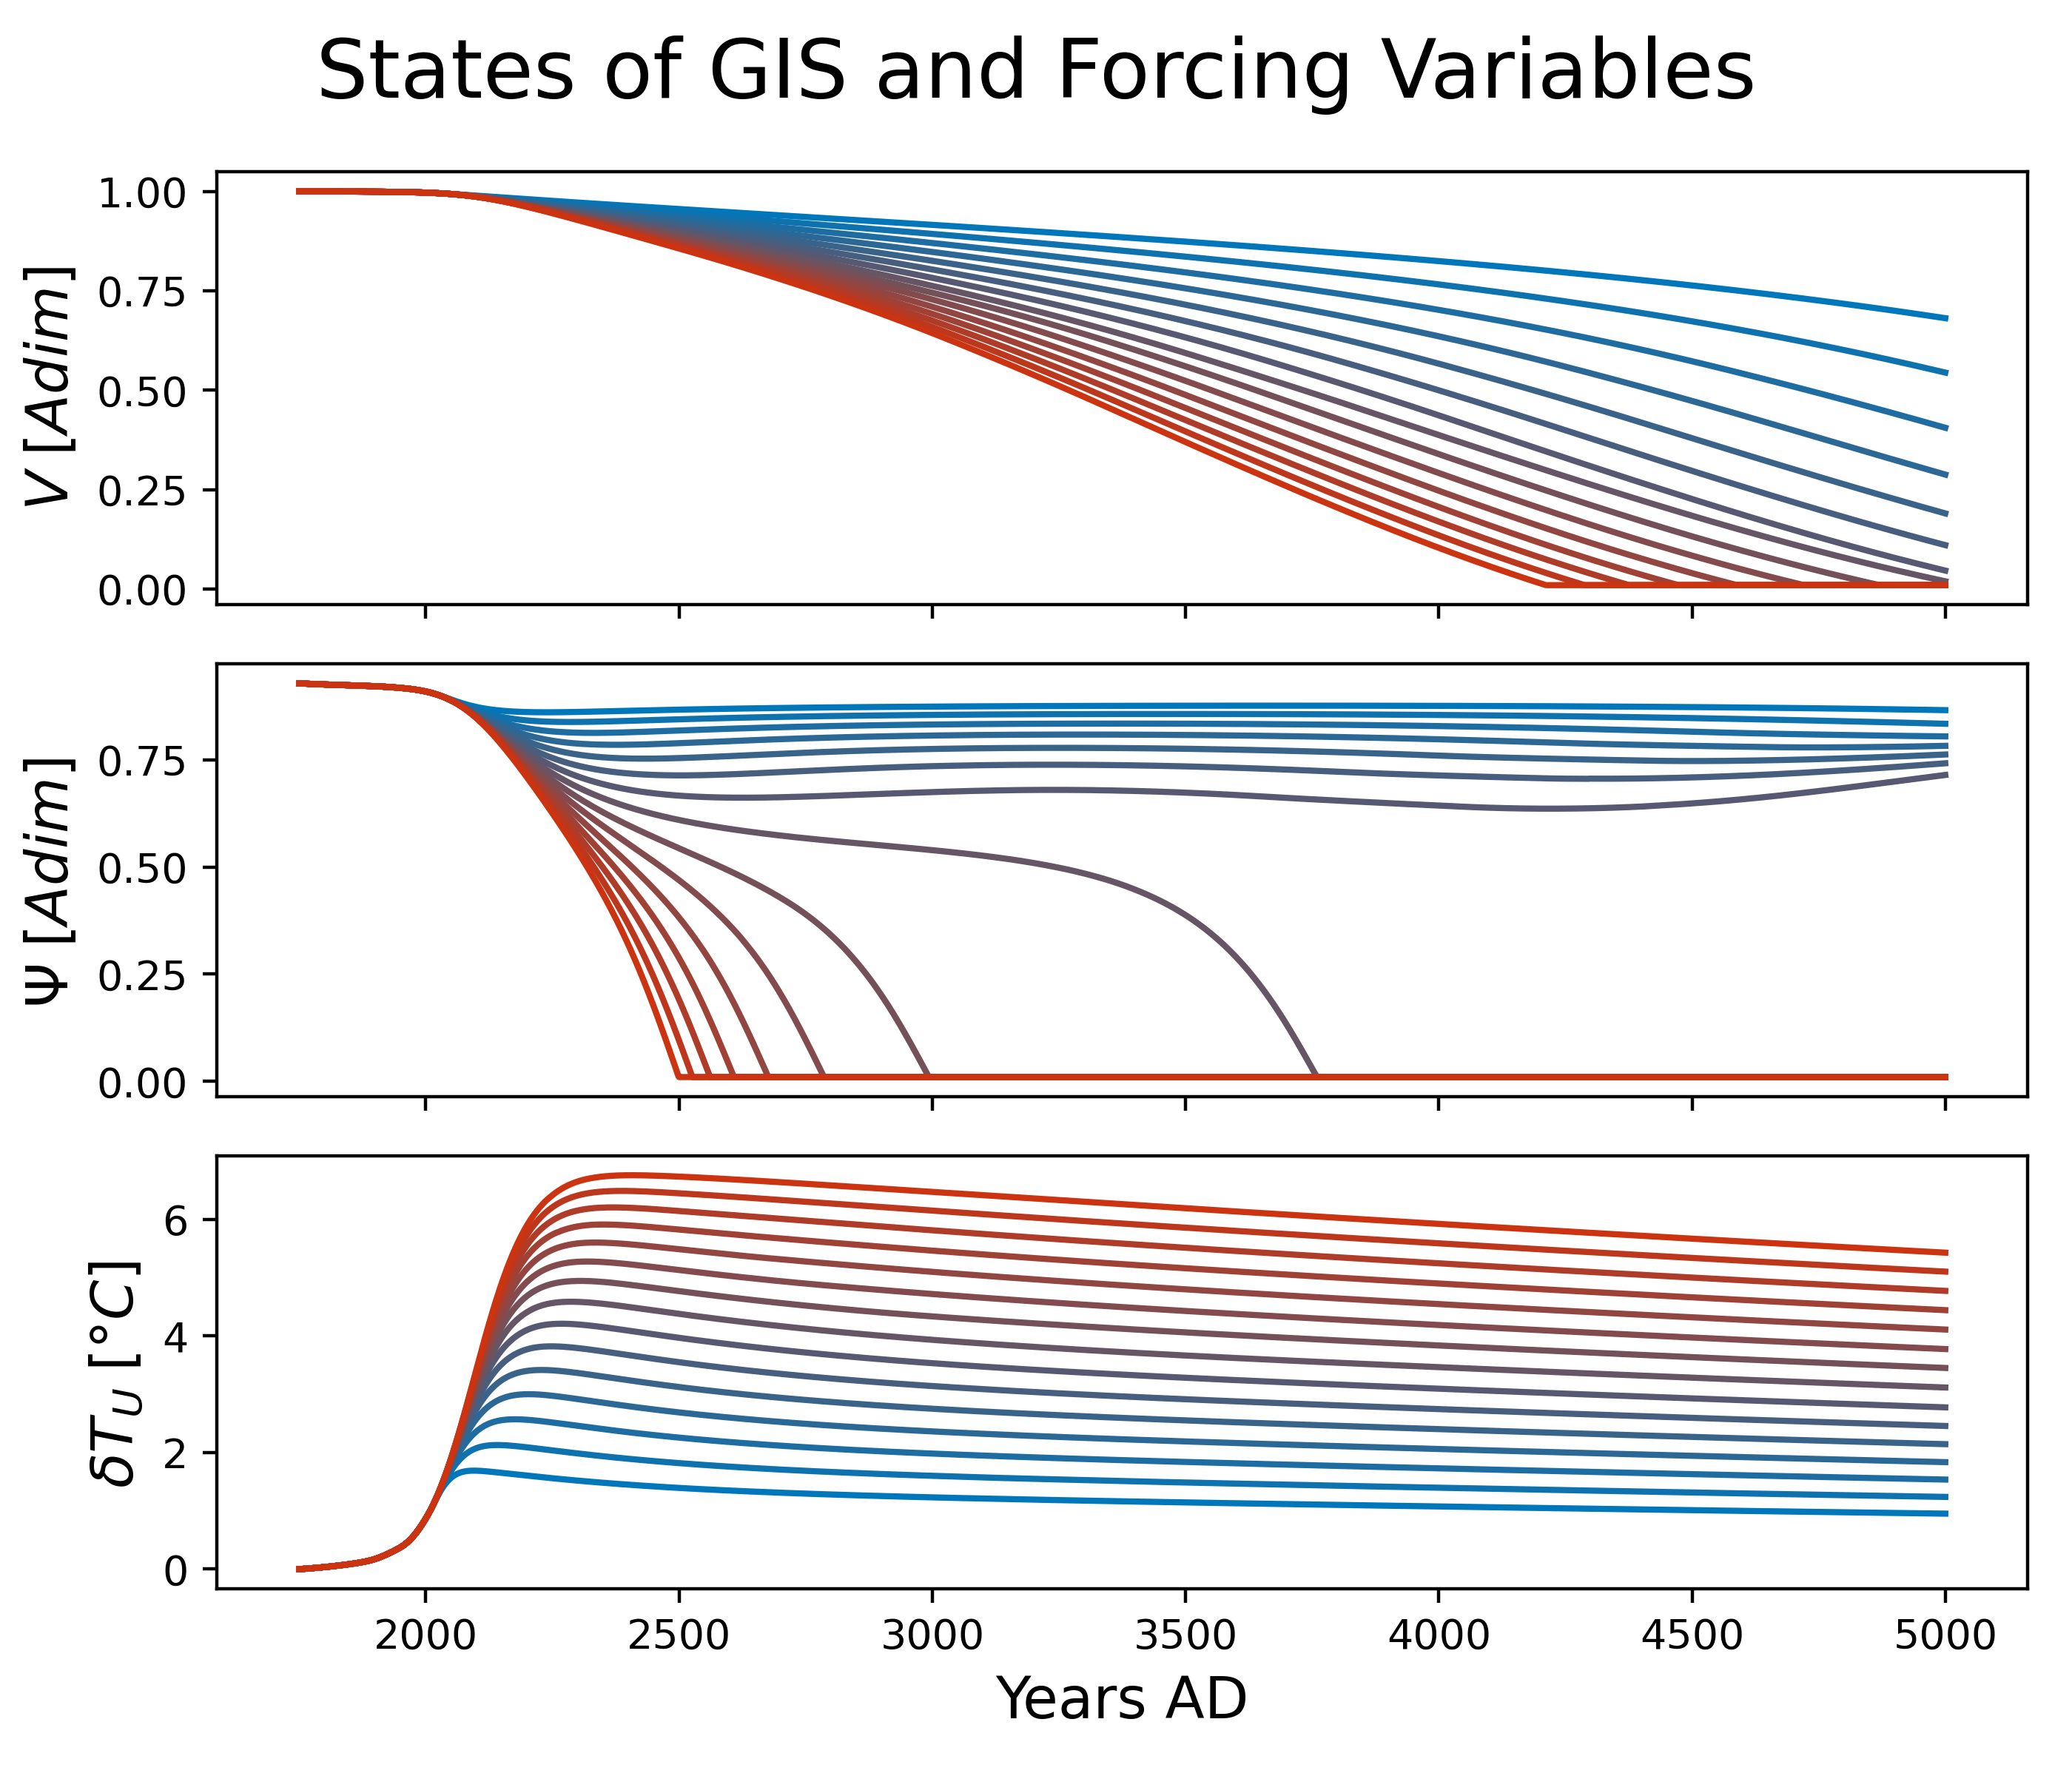 States of GIS and Forcing Variables
V [Adim]
1.00
0.75
0.50
0.25
0.00
Ψ [Adim]
0.75
0.50
0.25
0.00
δT_U [°C]
6
4
2
0
2000 2500 3000 3500 4000 4500 5000
Years AD